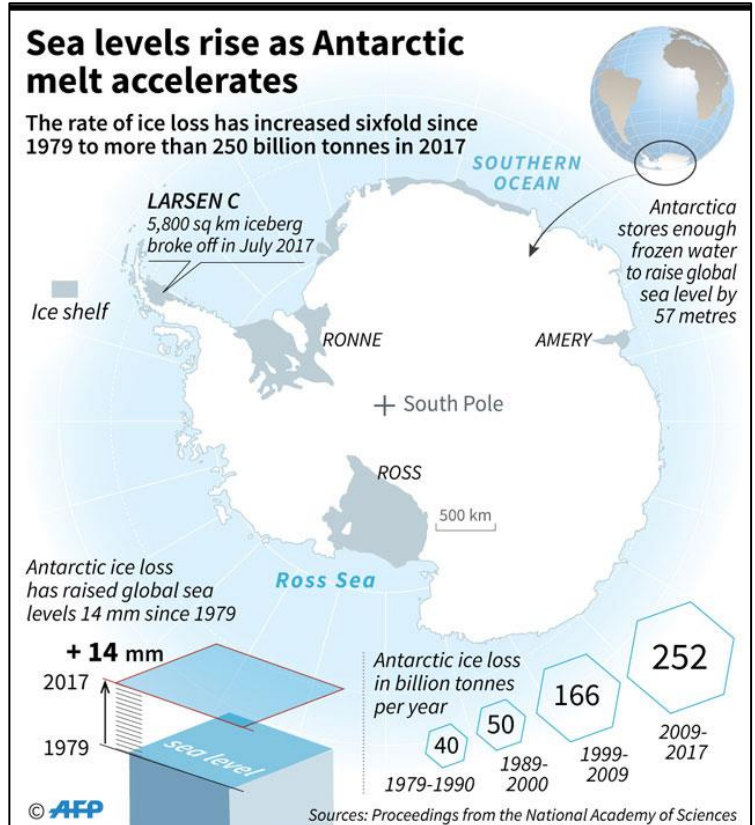 Sea levels rise as Antarctic
melt accelerates
The rate of ice loss has increased sixfold since
1979 to more than 250 billion tonnes in 2017
SOUTHERN
OCEAN
LARSEN C
5,800 sq km iceberg
broke off in July 2017
Antarctica
stores enough
frozen water
to raise global
sea level by
57 metres
Ice shelf
RONNE
AMERY
South Pole
ROSS
500 km
Ross Sea
Antarctic ice loss
has raised global sea
levels 14 mm since 1979
+ 14 mm
2017
1979
sea level
Antarctic ice loss
in billion tonnes
per year
40
1979-1990
50
1989-
2000
166
1999-
2009
252
2009-
2017
© AFP
Sources: Proceedings from the National Academy of Sciences